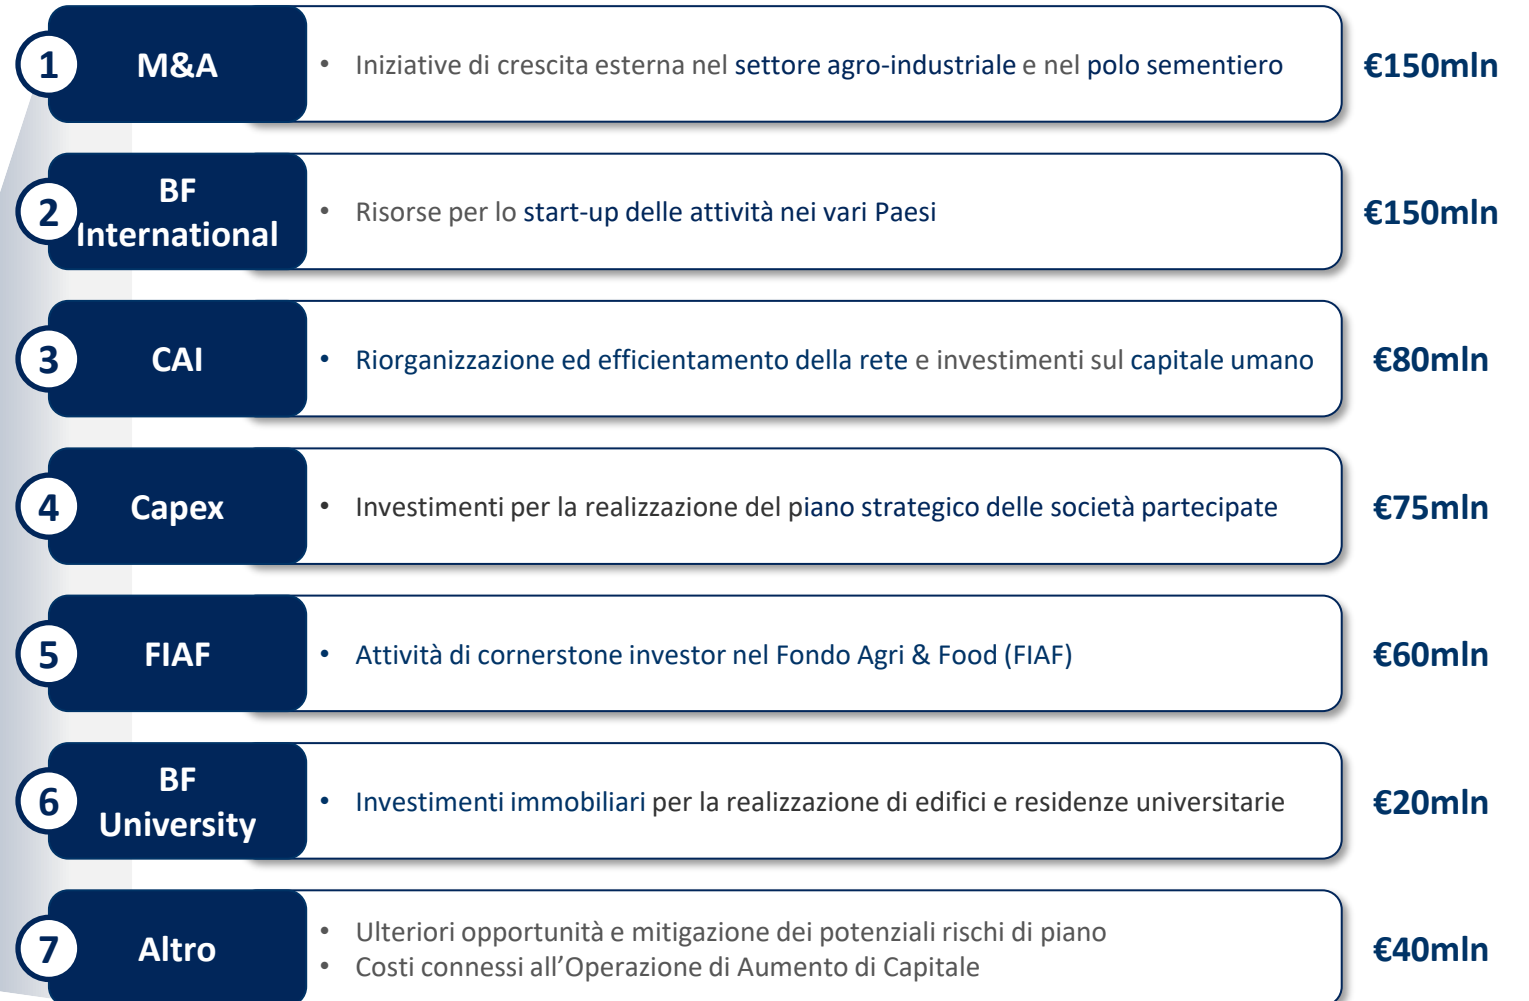 1
M&A
• Iniziative di crescita esterna nel settore agro-industriale e nel polo sementiero
€150mln
2
BF
International
• Risorse per lo start-up delle attività nei vari Paesi
€150mln
3
CAI
• Riorganizzazione ed efficientamento della rete e investimenti sul capitale umano
€80mln
4
Capex
• Investimenti per la realizzazione del piano strategico delle società partecipate
€75mln
5
FIAF
• Attività di cornerstone investor nel Fondo Agri & Food (FIAF)
€60mln
6
BF
University
• Investimenti immobiliari per la realizzazione di edifici e residenze universitarie
€20mln
7
Altro
• Ulteriori opportunità e mitigazione dei potenziali rischi di piano
• Costi connessi all’Operazione di Aumento di Capitale
€40mln